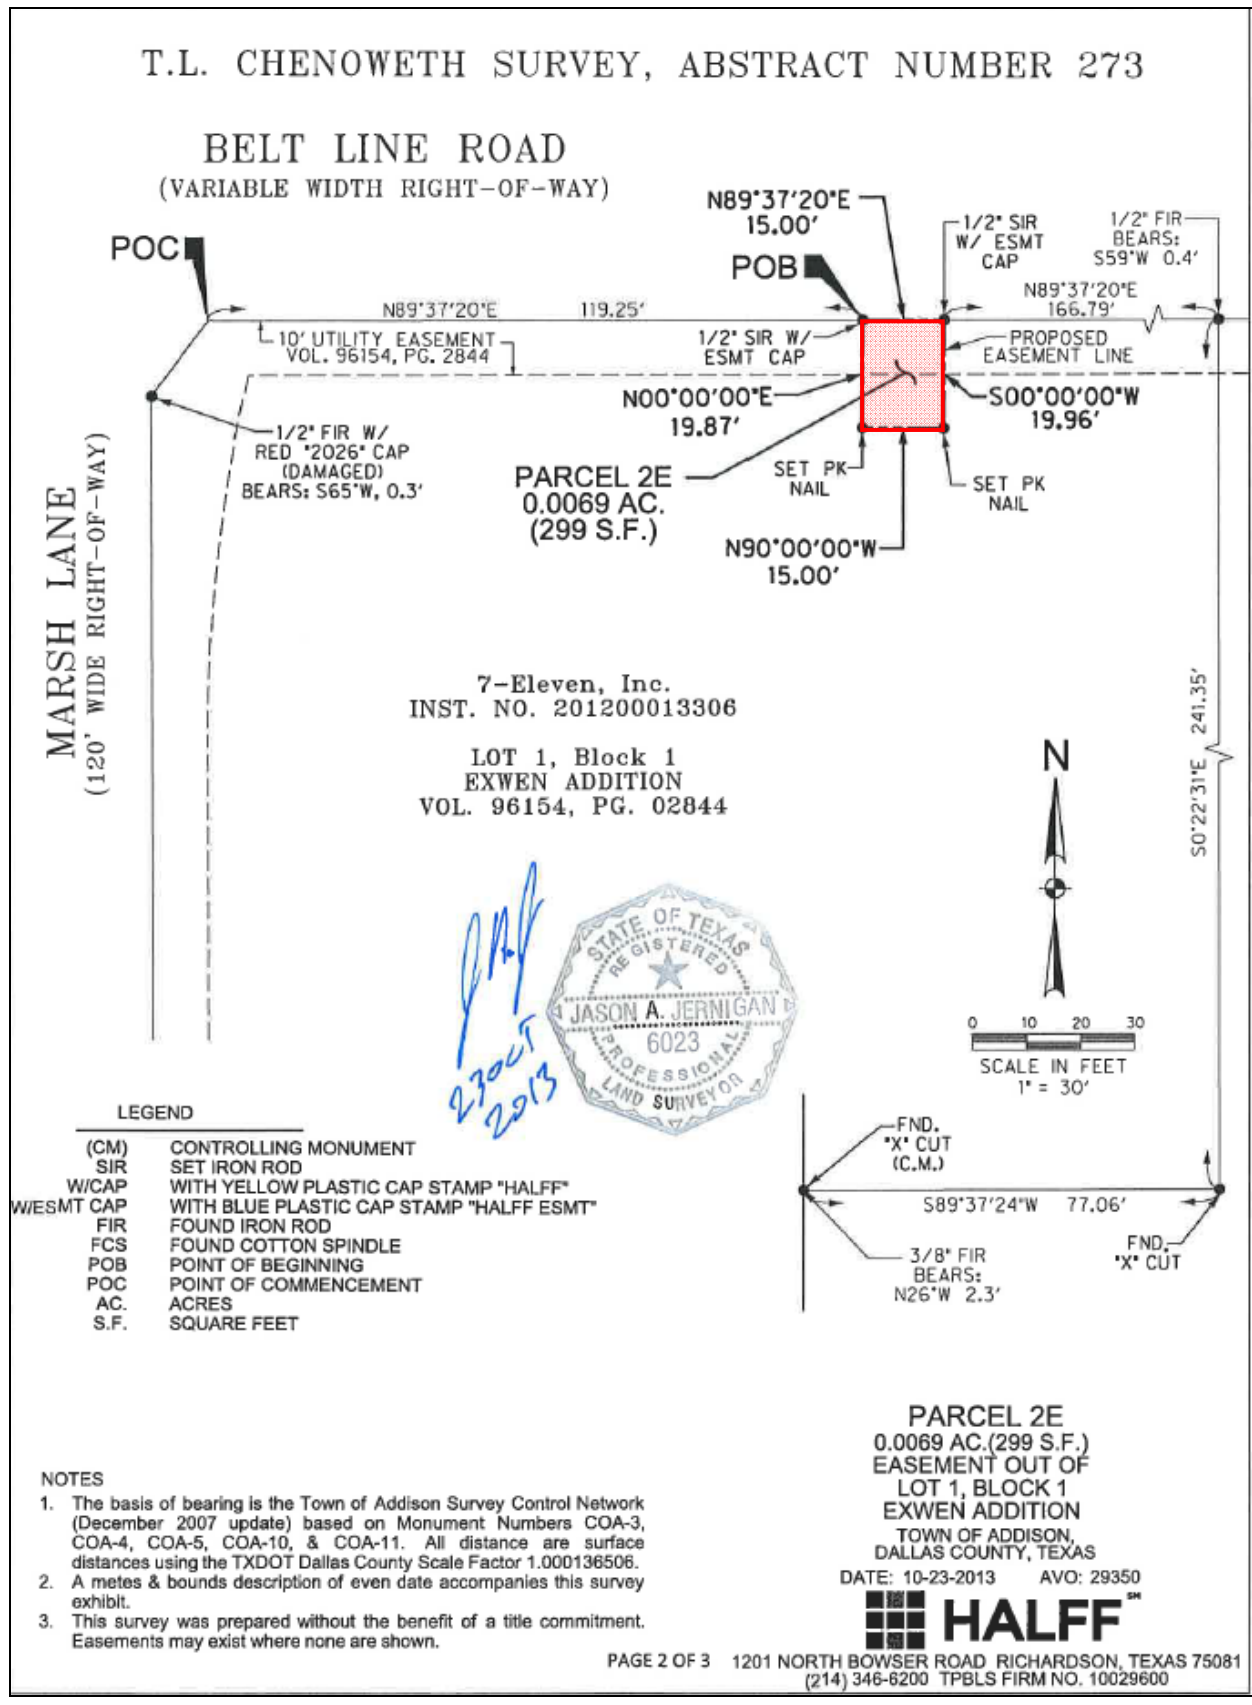 T.L. CHENOWETH SURVEY, ABSTRACT NUMBER 273
BELT LINE ROAD
(VARIABLE WIDTH RIGHT-OF-WAY)
POC
N89°37'20"E
15.00'
POB
1/2" SIR
W/ ESMT
CAP
1/2" FIR
BEARS:
S59°W 0.4'
N89°37'20"E 119.25'
N89°37'20"E
166.79'
10' UTILITY EASEMENT
VOL. 96154, PG. 2844
1/2" SIR W/
ESMT CAP
PROPOSED
EASEMENT LINE
N00°00'00"E
19.87'
S00°00'00"W
19.96'
1/2" FIR W/
RED "2026" CAP
(DAMAGED)
BEARS: S65°W, 0.3'
PARCEL 2E
0.0069 AC.
(299 S.F.)
SET PK
NAIL
SET PK
NAIL
N90°00'00"W
15.00'
MARSH LANE
(120' WIDE RIGHT-OF-WAY)
7-Eleven, Inc.
INST. NO. 201200013306
LOT 1, Block 1
EXWEN ADDITION
VOL. 96154, PG. 02844
S0°22'31"E 241.35'
N
0 10 20 30
SCALE IN FEET
1" = 30'
STATE OF TEXAS
REGISTERED
JASON A. JERNIGAN
6023
PROFESSIONAL
LAND SURVEYOR
23 OCT
2013
LEGEND
(CM) CONTROLLING MONUMENT
SIR SET IRON ROD
W/CAP WITH YELLOW PLASTIC CAP STAMP "HALFF"
W/ESMT CAP WITH BLUE PLASTIC CAP STAMP "HALFF ESMT"
FIR FOUND IRON ROD
FCS FOUND COTTON SPINDLE
POB POINT OF BEGINNING
POC POINT OF COMMENCEMENT
AC. ACRES
S.F. SQUARE FEET
FND.
"X" CUT
(C.M.)
S89°37'24"W 77.06'
3/8" FIR
BEARS:
N26°W 2.3'
FND.
"X" CUT
NOTES
1. The basis of bearing is the Town of Addison Survey Control Network
(December 2007 update) based on Monument Numbers COA-3,
COA-4, COA-5, COA-10, & COA-11. All distance are surface
distances using the TXDOT Dallas County Scale Factor 1.000136506.
2. A metes & bounds description of even date accompanies this survey
exhibit.
3. This survey was prepared without the benefit of a title commitment.
Easements may exist where none are shown.
PARCEL 2E
0.0069 AC.(299 S.F.)
EASEMENT OUT OF
LOT 1, BLOCK 1
EXWEN ADDITION
TOWN OF ADDISON,
DALLAS COUNTY, TEXAS
DATE: 10-23-2013 AVO: 29350
HALFF SM
PAGE 2 OF 3 1201 NORTH BOWSER ROAD RICHARDSON, TEXAS 75081
(214) 346-6200 TPBLS FIRM NO. 10029600